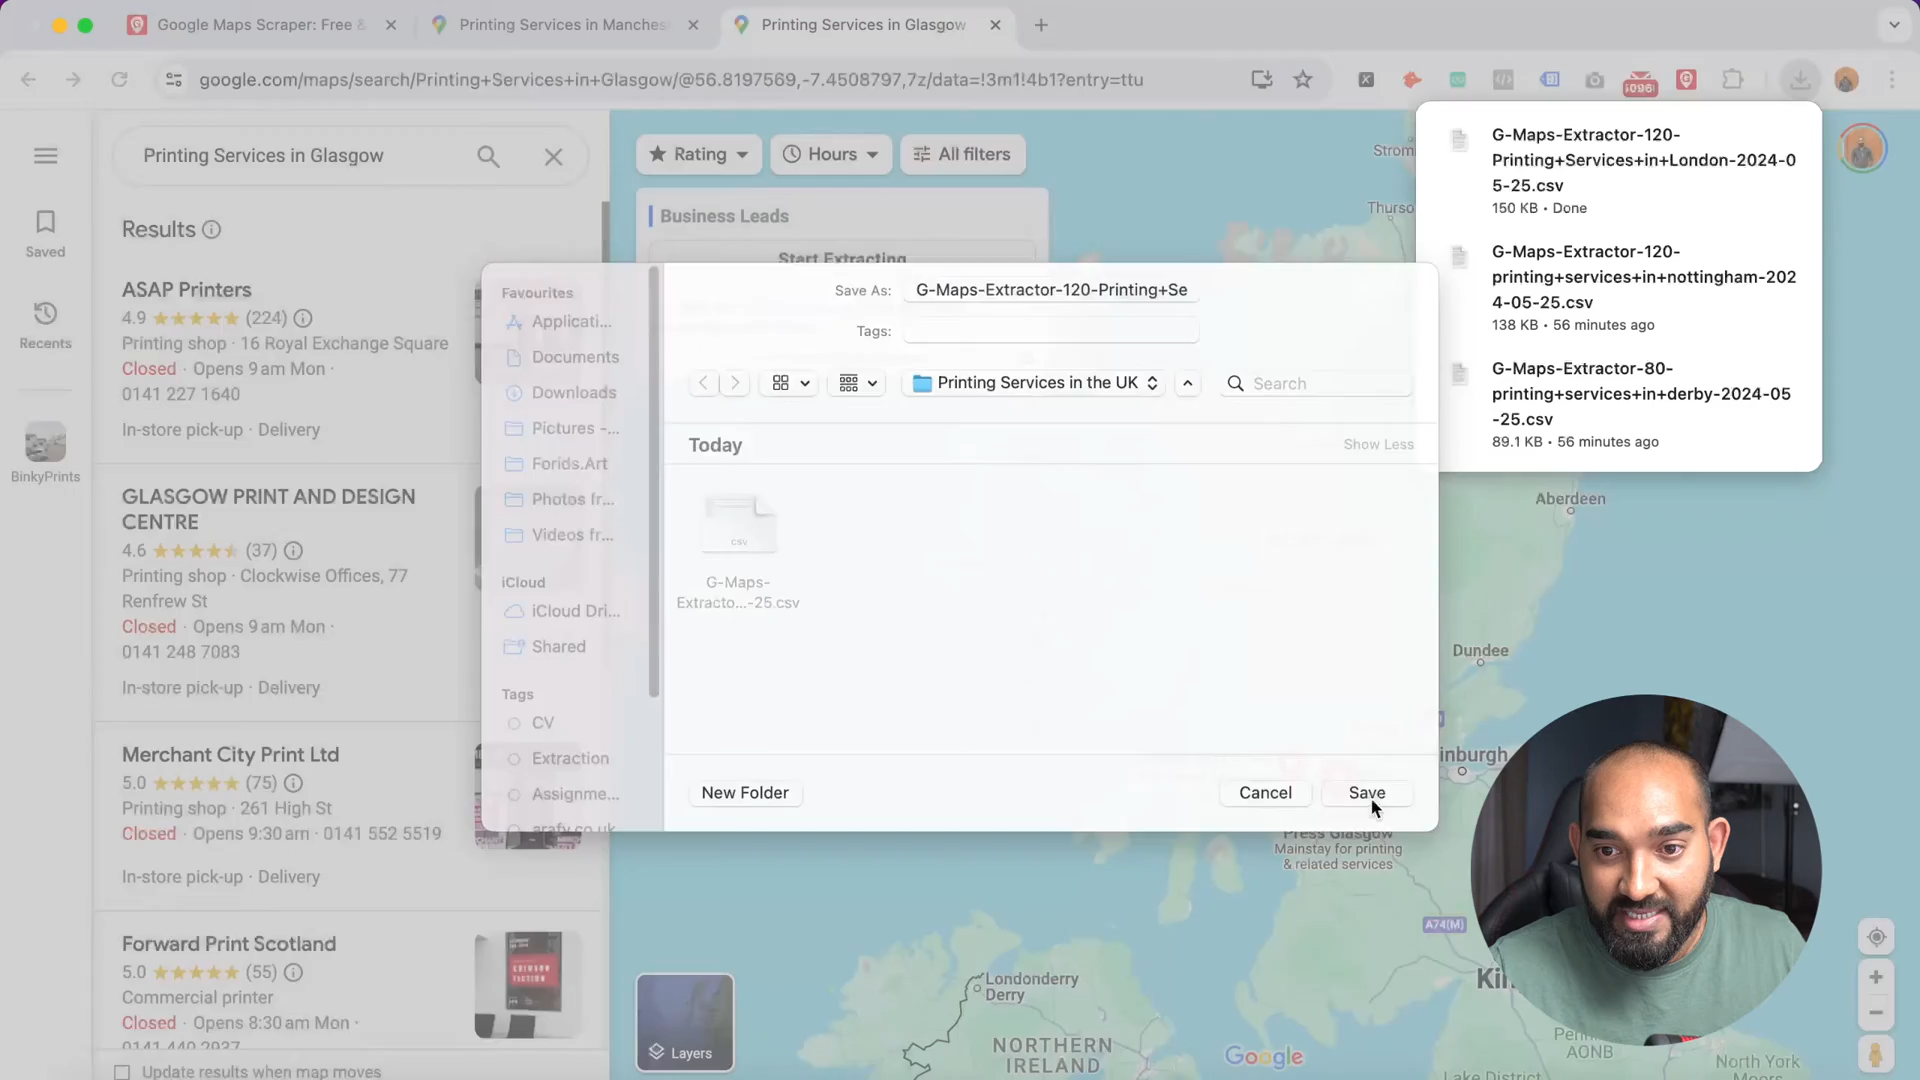 Google Maps Scraper: Free &
Printing Services in Manches
Printing Services in Glasgow
google.com/maps/search/Printing+Services+in+Glasgow/@56.8197569,-7.4508797,7z/data=!3m1!4b1?entry=ttu
Saved
Recents
BinkyPrints
Printing Services in Glasgow
Results
ASAP Printers
4.9 (224)
Printing shop · 16 Royal Exchange Square
Closed · Opens 9 am Mon ·
0141 227 1640
In-store pick-up · Delivery
GLASGOW PRINT AND DESIGN
CENTRE
4.6 (37)
Printing shop · Clockwise Offices, 77
Renfrew St
Closed · Opens 9 am Mon ·
0141 248 7083
In-store pick-up · Delivery
Merchant City Print Ltd
5.0 (75)
Printing shop · 261 High St
Closed · Opens 9:30 am · 0141 552 5519
In-store pick-up · Delivery
Forward Print Scotland
5.0 (55)
Commercial printer
Closed · Opens 8:30 am Mon ·
0141 440 2937
Update results when map moves
Rating
Hours
All filters
Business Leads
Start Extracting
Favourites
Applicati...
Documents
Downloads
Pictures -...
Forids.Art
Photos fr...
Videos fr...
iCloud
iCloud Dri...
Shared
Tags
CV
Extraction
Assignme...
arafy.co.uk
Save As: G-Maps-Extractor-120-Printing+Se
Tags:
Printing Services in the UK
Search
Today
Show Less
CSV
G-Maps-
Extracto...-25.csv
New Folder
Cancel
Save
G-Maps-Extractor-120-
Printing+Services+in+London-2024-0
5-25.csv
150 KB • Done
G-Maps-Extractor-120-
printing+services+in+nottingham-202
4-05-25.csv
138 KB • 56 minutes ago
G-Maps-Extractor-80-
printing+services+in+derby-2024-05
-25.csv
89.1 KB • 56 minutes ago
Strom
Thurso
Aberdeen
Dundee
inburgh
Press Glasgow
Mainstay for printing
& related services
A74(M)
Londonderry
Derry
NORTHERN
IRELAND
Google
Layers
AONB
North York
Moors
Lake District